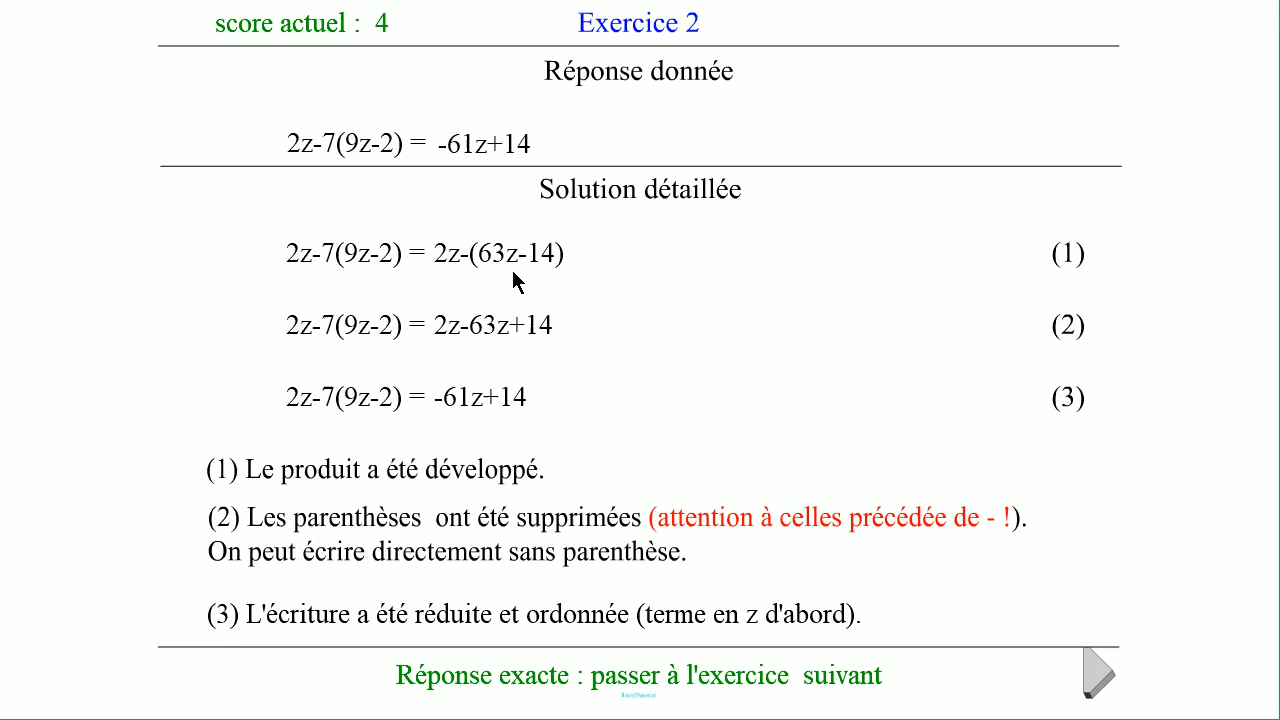 score actuel : 4 Exercice 2
Réponse donnée
2z-7(9z-2) = -61z+14
Solution détaillée
2z-7(9z-2) = 2z-(63z-14) (1)
2z-7(9z-2) = 2z-63z+14 (2)
2z-7(9z-2) = -61z+14 (3)
(1) Le produit a été développé.
(2) Les parenthèses ont été supprimées (attention à celles précédée de - !).
On peut écrire directement sans parenthèse.
(3) L'écriture a été réduite et ordonnée (terme en z d'abord).
Réponse exacte : passer à l'exercice suivant